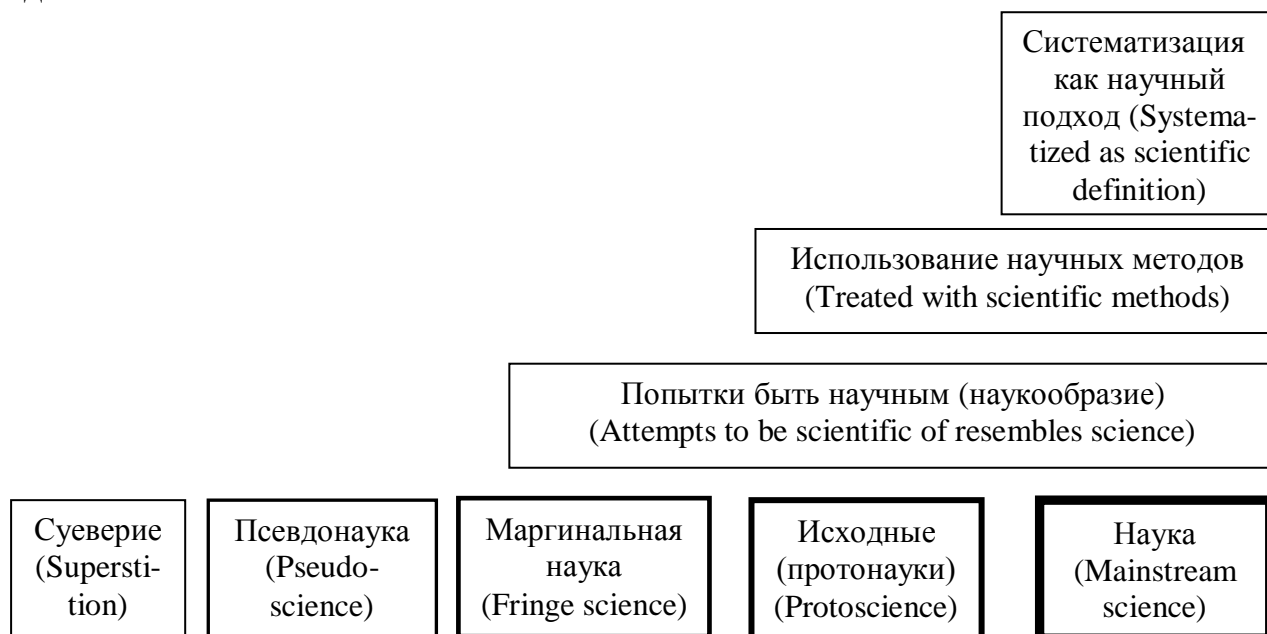 Систематизация
как научный
подход (Systema-
tized as scientific
definition)
Использование научных методов
(Treated with scientific methods)
Попытки быть научным (наукообразие)
(Attempts to be scientific of resembles science)
Суеверие
(Supersti-
tion)
Псевдонаука
(Pseudo-
science)
Маргинальная
наука
(Fringe science)
Исходные
(протонауки)
(Protoscience)
Наука
(Mainstream
science)